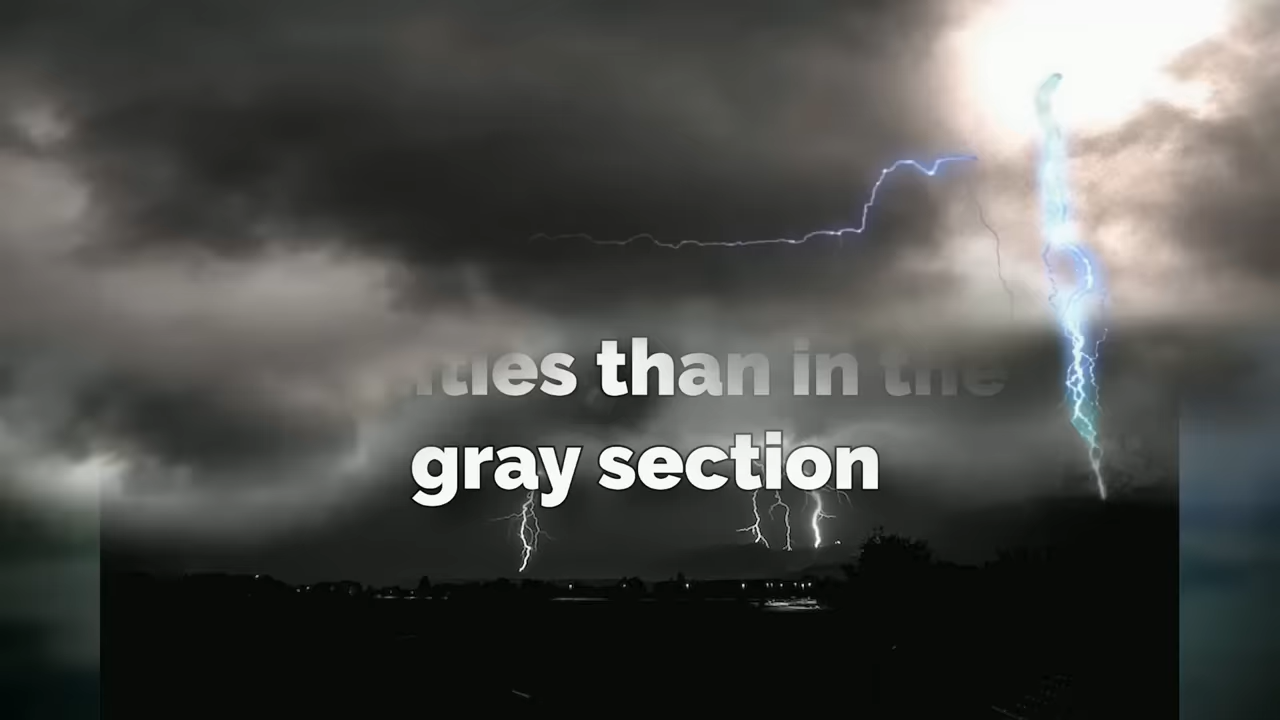 than in the
gray section